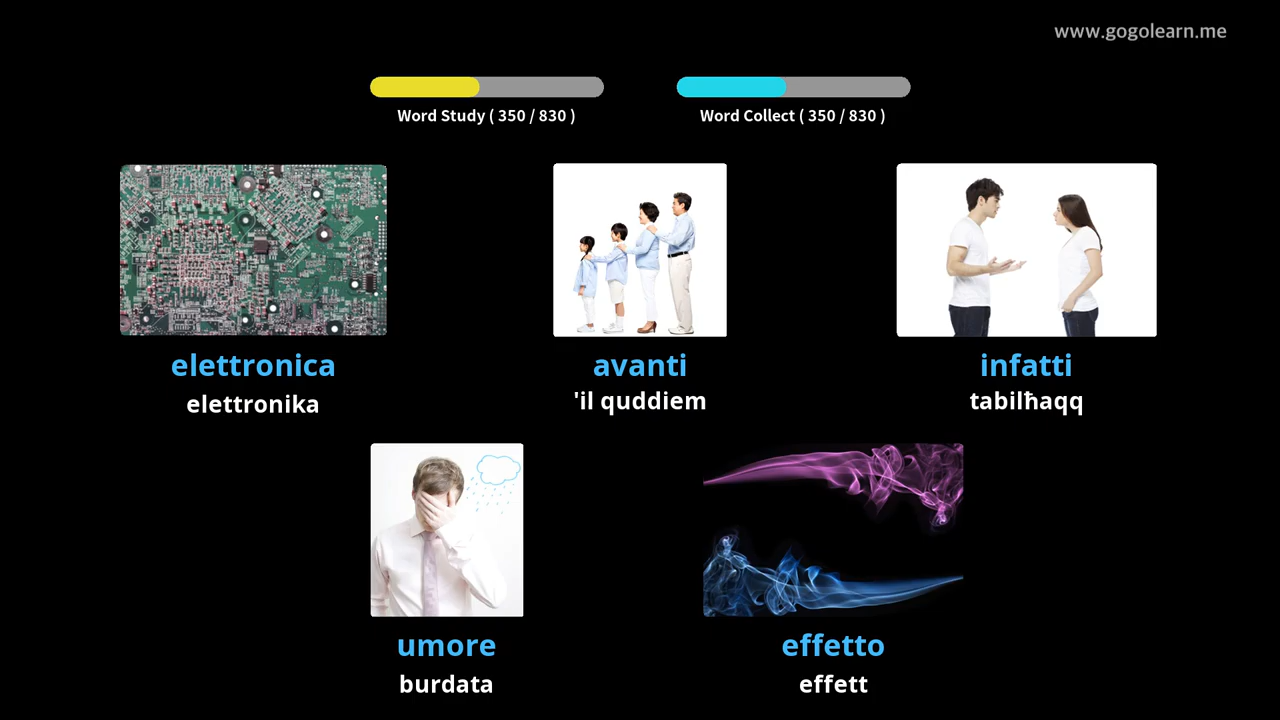 www.gogolearn.me
Word Study ( 350 / 830 )
Word Collect ( 350 / 830 )
elettronica
elettronika
avanti
'il quddiem
infatti
tabilħaqq
umore
burdata
effetto
effett